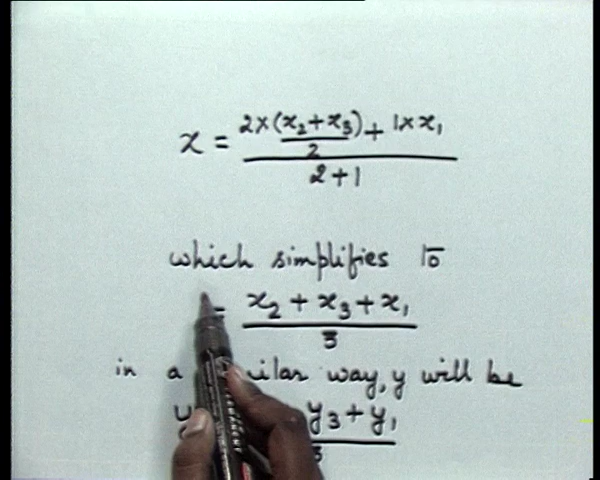 x = (2×(x₂+x₃)/2 + 1×x₁)/(2+1)
which simplifies to
= (x₂ + x₃ + x₁)/3
in a way, y will be
y y₃ + y₁
3